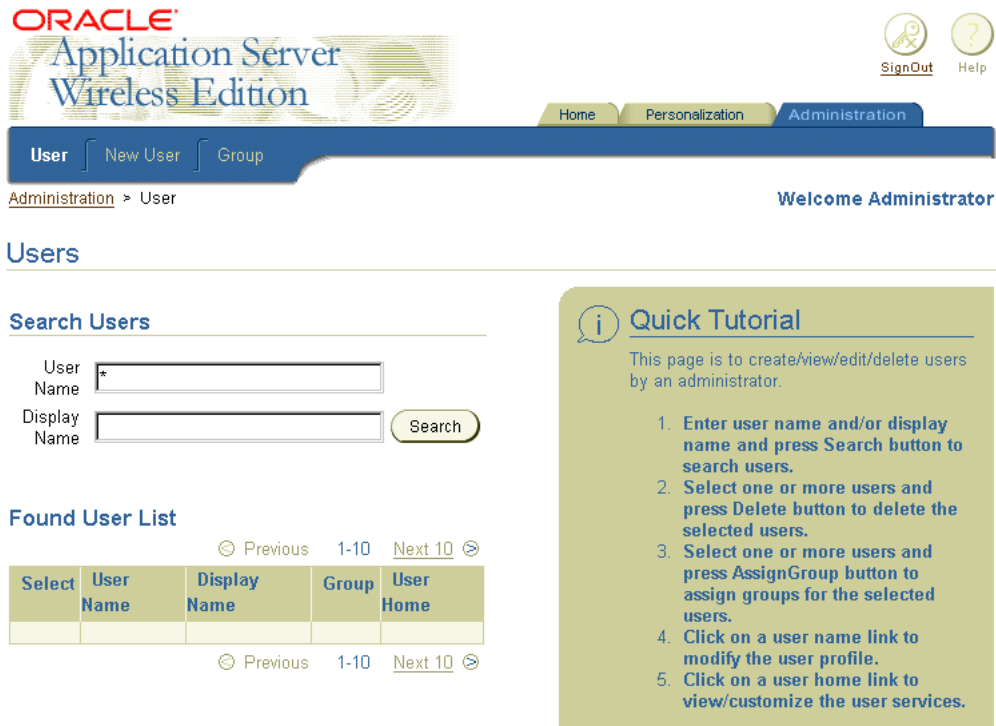 ORACLE
Application Server
Wireless Edition
SignOut
Help
Home
Personalization
Administration
User
New User
Group
Administration > User
Welcome Administrator
Users
Search Users
User
Name
*
Display
Name
Search
Found User List
Previous 1-10 Next 10
Select
User
Name
Display
Name
Group
User
Home
Previous 1-10 Next 10
i
Quick Tutorial
This page is to create/view/edit/delete users
by an administrator.
1. Enter user name and/or display
name and press Search button to
search users.
2. Select one or more users and
press Delete button to delete the
selected users.
3. Select one or more users and
press AssignGroup button to
assign groups for the selected
users.
4. Click on a user name link to
modify the user profile.
5. Click on a user home link to
view/customize the user services.